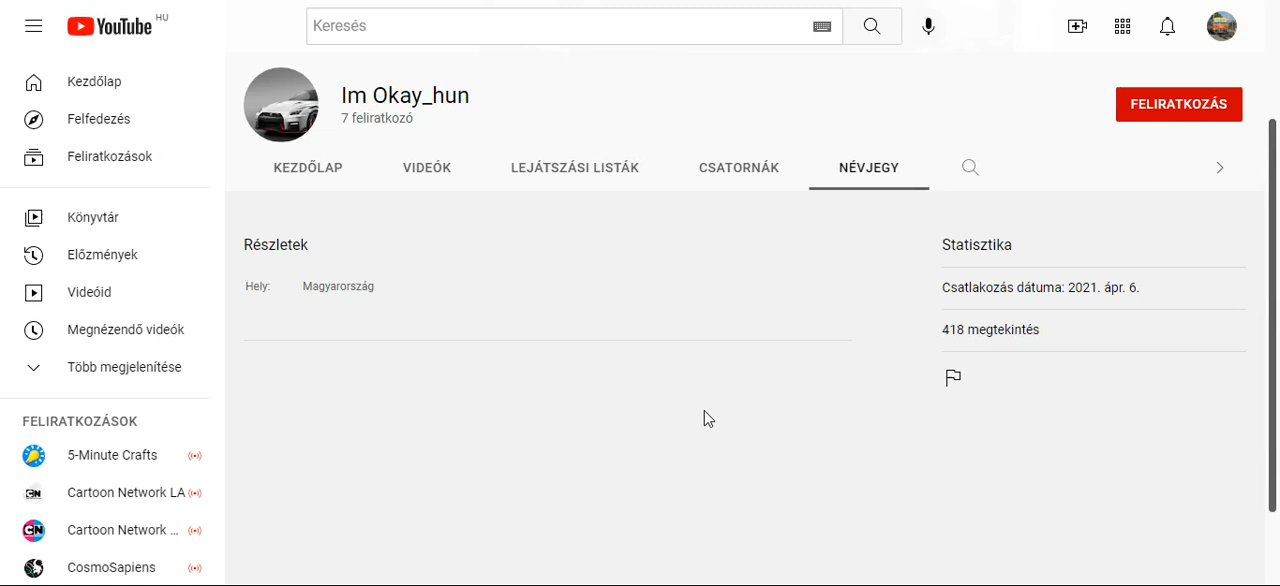 YouTube HU
Keresés
Kezdőlap
Felfedezés
Feliratkozások
Könyvtár
Előzmények
Videóid
Megnézendő videók
Több megjelenítése
FELIRATKOZÁSOK
5-Minute Crafts
Cartoon Network LA
Cartoon Network ...
CosmoSapiens
Im Okay_hun
7 feliratkozó
FELIRATKOZÁS
KEZDŐLAP VIDEÓK LEJÁTSZÁSI LISTÁK CSATORNÁK NÉVJEGY
Részletek
Hely: Magyarország
Statisztika
Csatlakozás dátuma: 2021. ápr. 6.
418 megtekintés